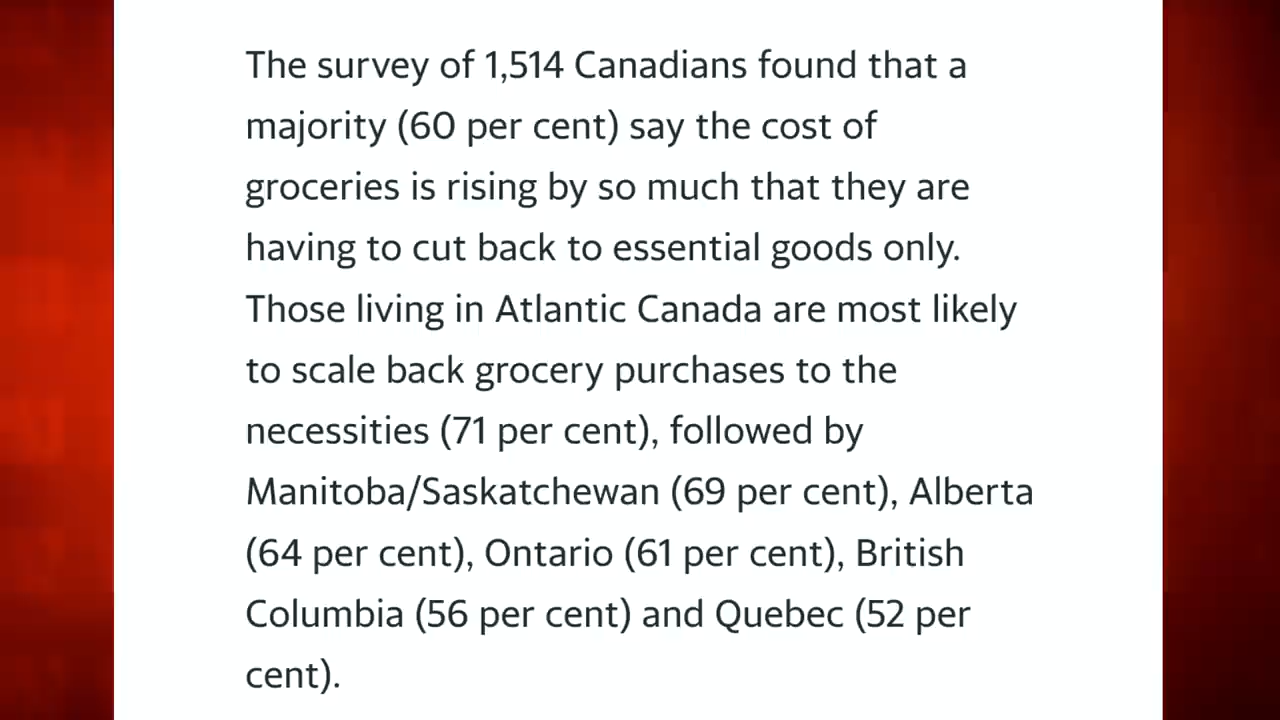 The survey of 1,514 Canadians found that a
majority (60 per cent) say the cost of
groceries is rising by so much that they are
having to cut back to essential goods only.
Those living in Atlantic Canada are most likely
to scale back grocery purchases to the
necessities (71 per cent), followed by
Manitoba/Saskatchewan (69 per cent), Alberta
(64 per cent), Ontario (61 per cent), British
Columbia (56 per cent) and Quebec (52 per
cent).